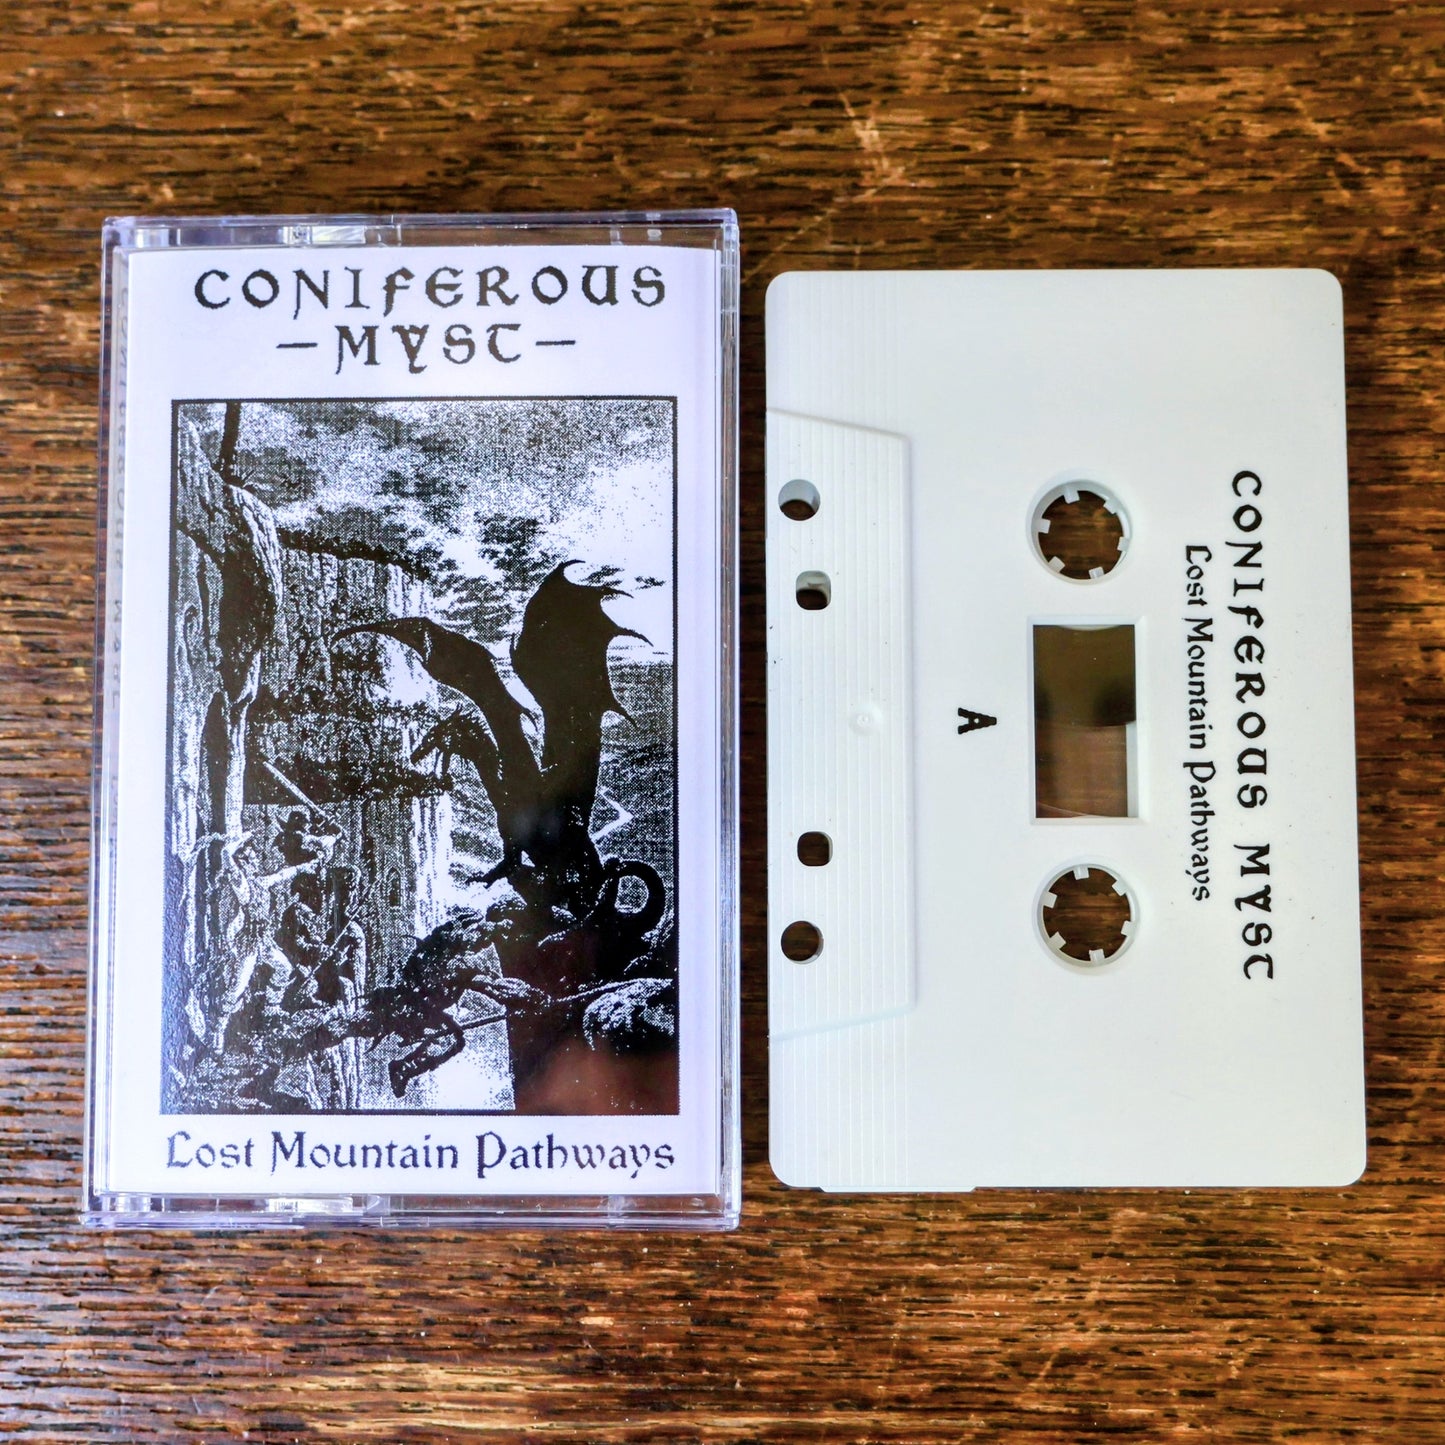 CONIFEROUS
-MYST-
Lost Mountain Pathways
CONIFEROUS MYST
Lost Mountain Pathways
A